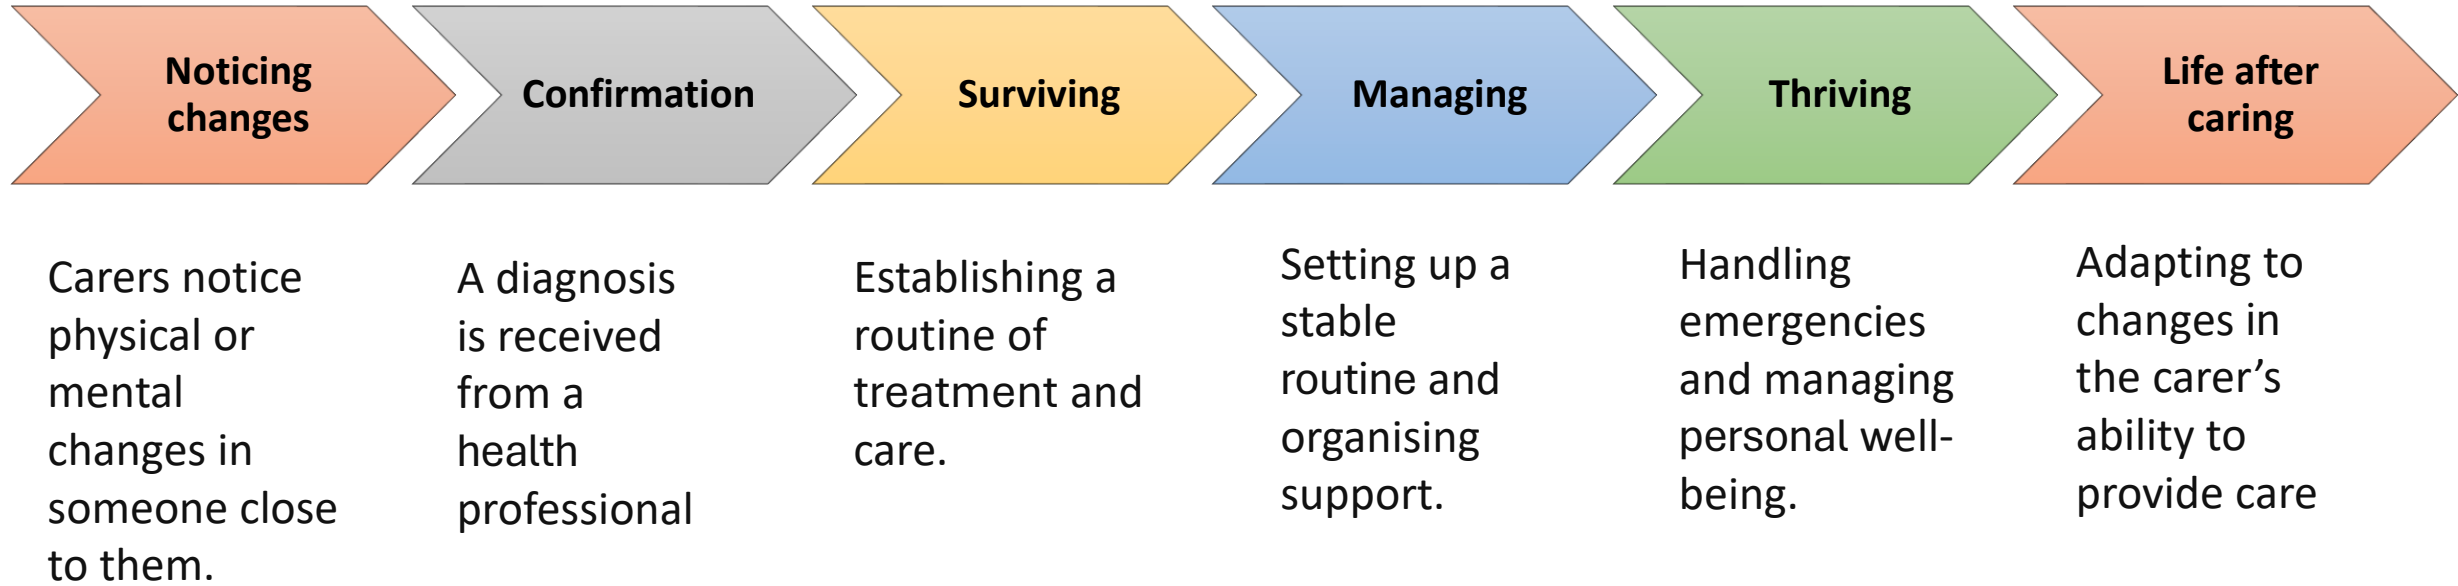 Noticing
changes
Confirmation
Surviving
Managing
Thriving
Life after
caring
Carers notice
physical or
mental
changes in
someone close
to them.
A diagnosis
is received
from a
health
professional
Establishing a
routine of
treatment and
care.
Setting up a
stable
routine and
organising
support.
Handling
emergencies
and managing
personal well-
being.
Adapting to
changes in
the carer’s
ability to
provide care